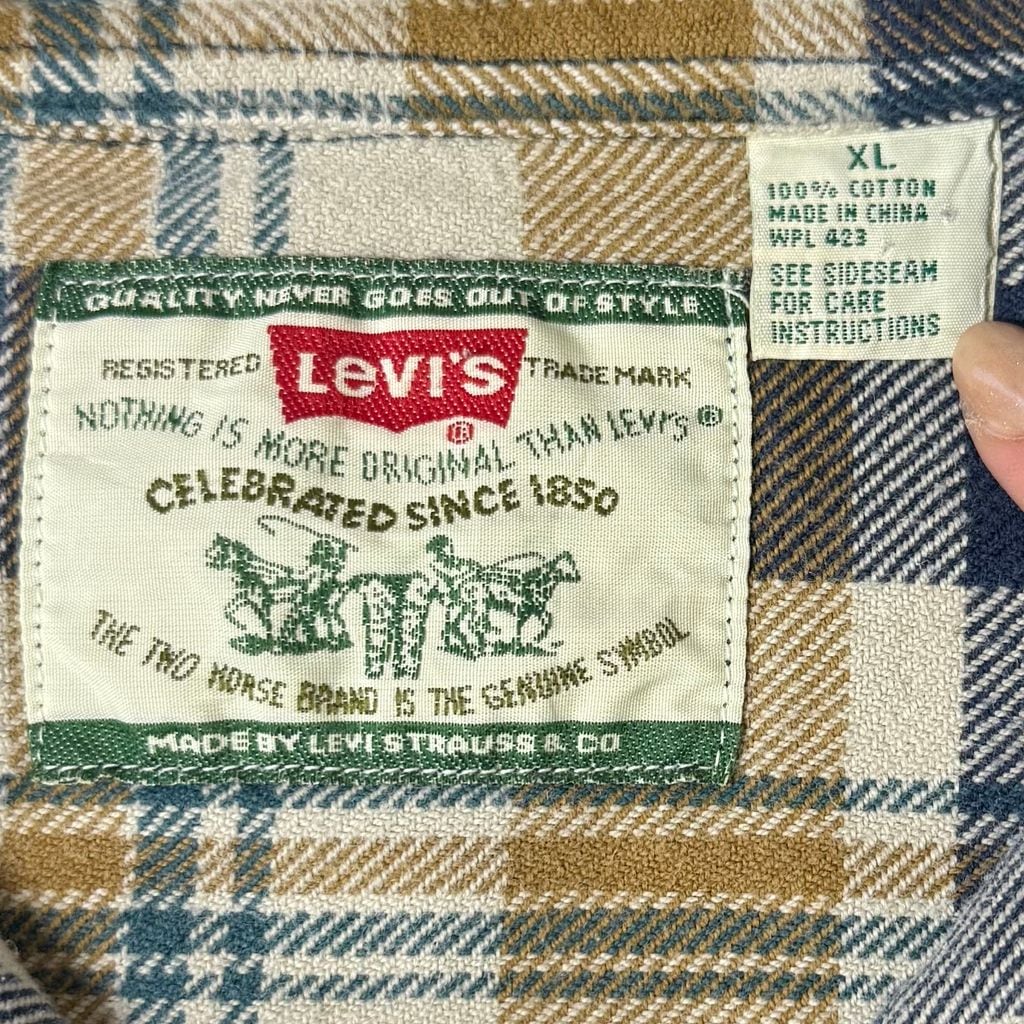 XL
100% COTTON
MADE IN CHINA
WPL 423
SEE SIDESEAM
FOR CARE
INSTRUCTIONS
QUALITY NEVER GOES OUT OF STYLE
REGISTERED LEVI'S TRADEMARK
®
NOTHING IS MORE ORIGINAL THAN LEVI'S ®
CELEBRATED SINCE 1850
THE TWO HORSE BRAND IS THE GENUINE SYMBOL
MADE BY LEVI STRAUSS & CO